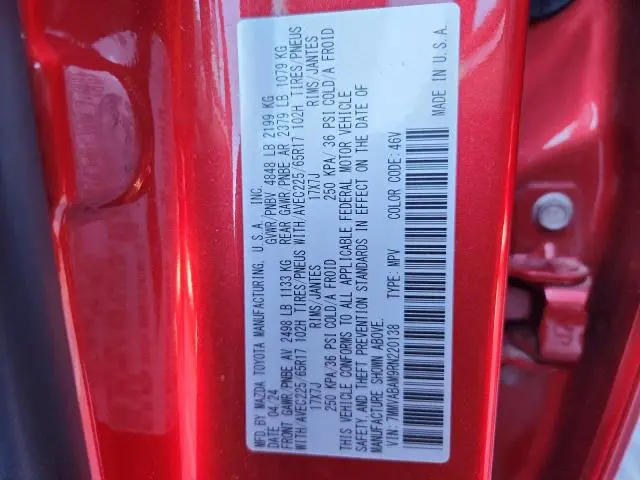 MFD. BY MAZDA TOYOTA MANUFACTURING, U.S.A., INC.
DATE 04/24 GVWR/PNBV 4848 LB 2199 KG
FRONT GAWR/PNBE AV 2498 LB 1133 KG REAR GAWR/PNBE AR 2379 LB 1079 KG
WITH/AVEC225/65R17 102H TIRES/PNEUS WITH/AVEC225/65R17 102H TIRES/PNEUS
17X7J RIMS/JANTES 17X7J RIMS/JANTES
250 KPA/36 PSI COLD/A FROID 250 KPA/ 36 PSI COLD/A FROID
THIS VEHICLE CONFORMS TO ALL APPLICABLE FEDERAL MOTOR VEHICLE
SAFETY AND THEFT PREVENTION STANDARDS IN EFFECT ON THE DATE OF
MANUFACTURE SHOWN ABOVE.
VIN: 7MMVABAM9RN220138 TYPE: MPV COLOR CODE: 46V
MADE IN U.S.A.